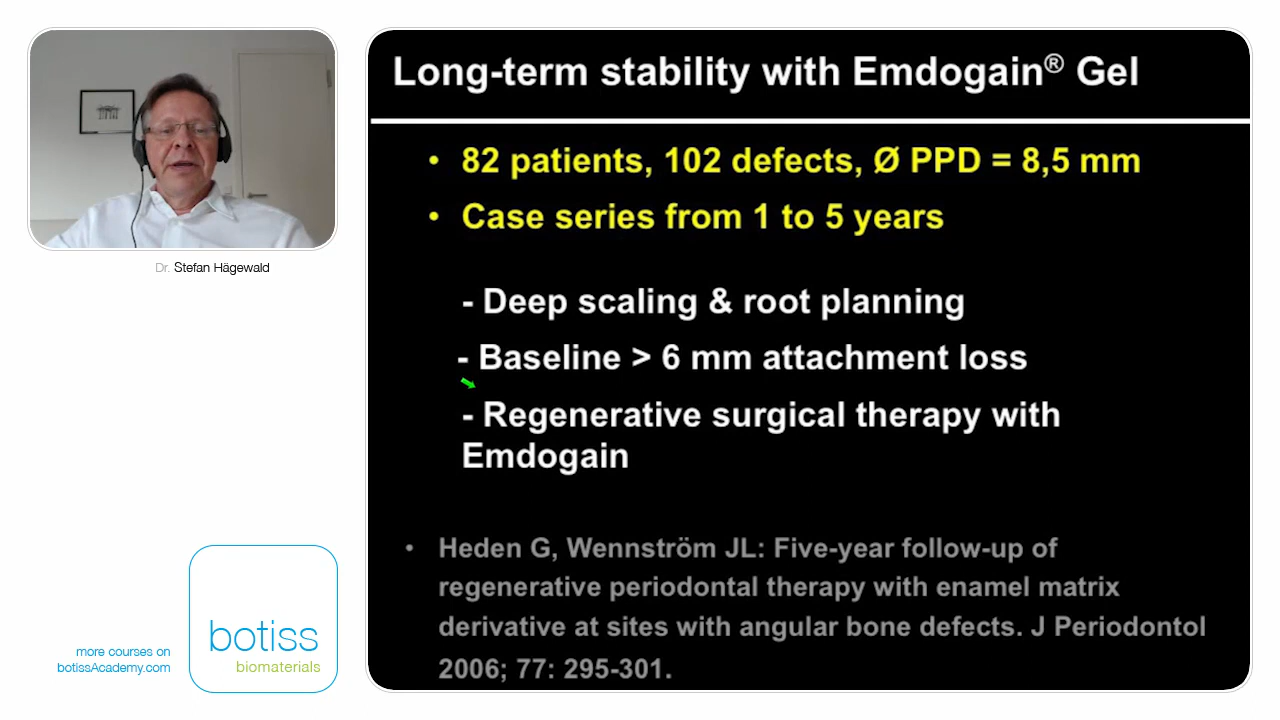 Long-term stability with Emdogain® Gel
• 82 patients, 102 defects, Ø PPD = 8,5 mm
• Case series from 1 to 5 years
- Deep scaling & root planning
- Baseline > 6 mm attachment loss
- Regenerative surgical therapy with
Emdogain
• Heden G, Wennström JL: Five-year follow-up of
regenerative periodontal therapy with enamel matrix
derivative at sites with angular bone defects. J Periodontol
2006; 77: 295-301.
Dr. Stefan Hägewald
botiss
biomaterials
more courses on
botissAcademy.com